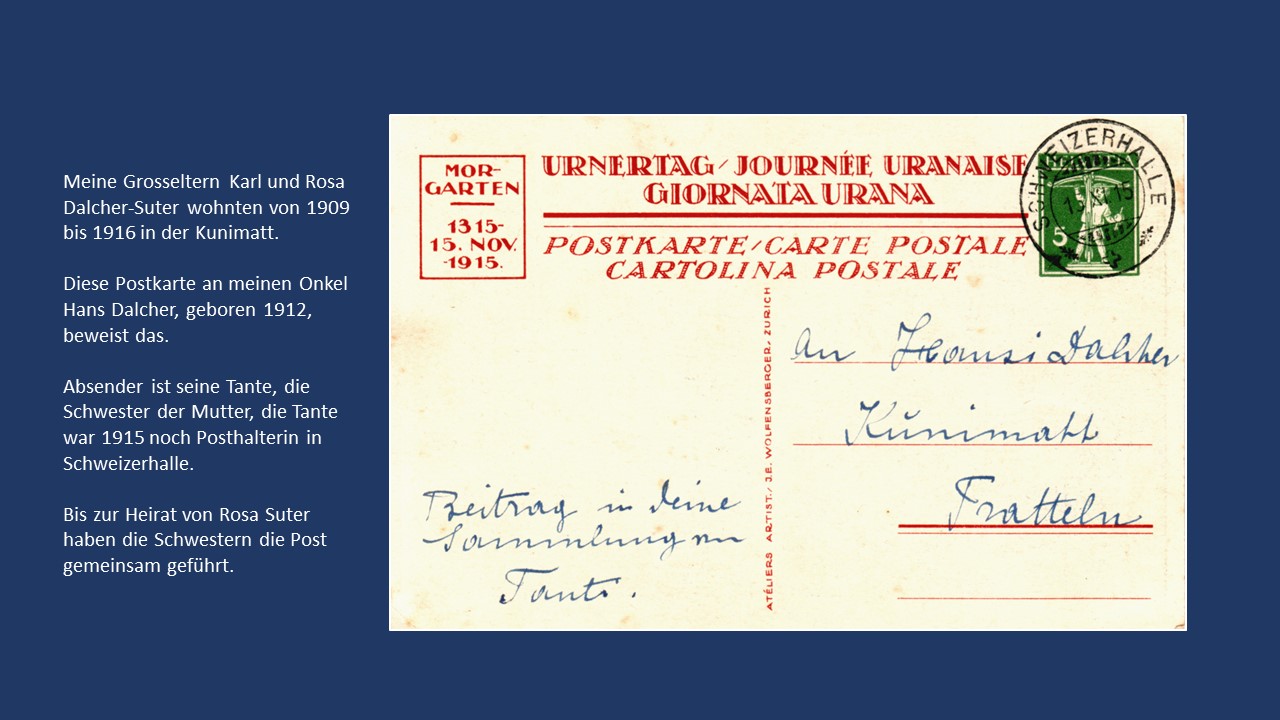 Meine Grosseltern Karl und Rosa
Dalcher-Suter wohnten von 1909
bis 1916 in der Kunimatt.
Diese Postkarte an meinen Onkel
Hans Dalcher, geboren 1912,
beweist das.
Absender ist seine Tante, die
Schwester der Mutter, die Tante
war 1915 noch Posthalterin in
Schweizerhalle.
Bis zur Heirat von Rosa Suter
haben die Schwestern die Post
gemeinsam geführt.
MOR-
GARTEN
1315-
15. NOV.
-1915.
URNERTAG / JOURNÉE URANAISE
GIORNATA URANA
POSTKARTE / CARTE POSTALE
CARTOLINA POSTALE
SCHWEIZERHALLE
5
ATÉLIERS ARTIST. / J.E. WOLFENSBERGER, ZURICH
An Hansi Dalcher
Kunimatt
Pratteln
Beitrag in deine
Sammlung von
Tante.